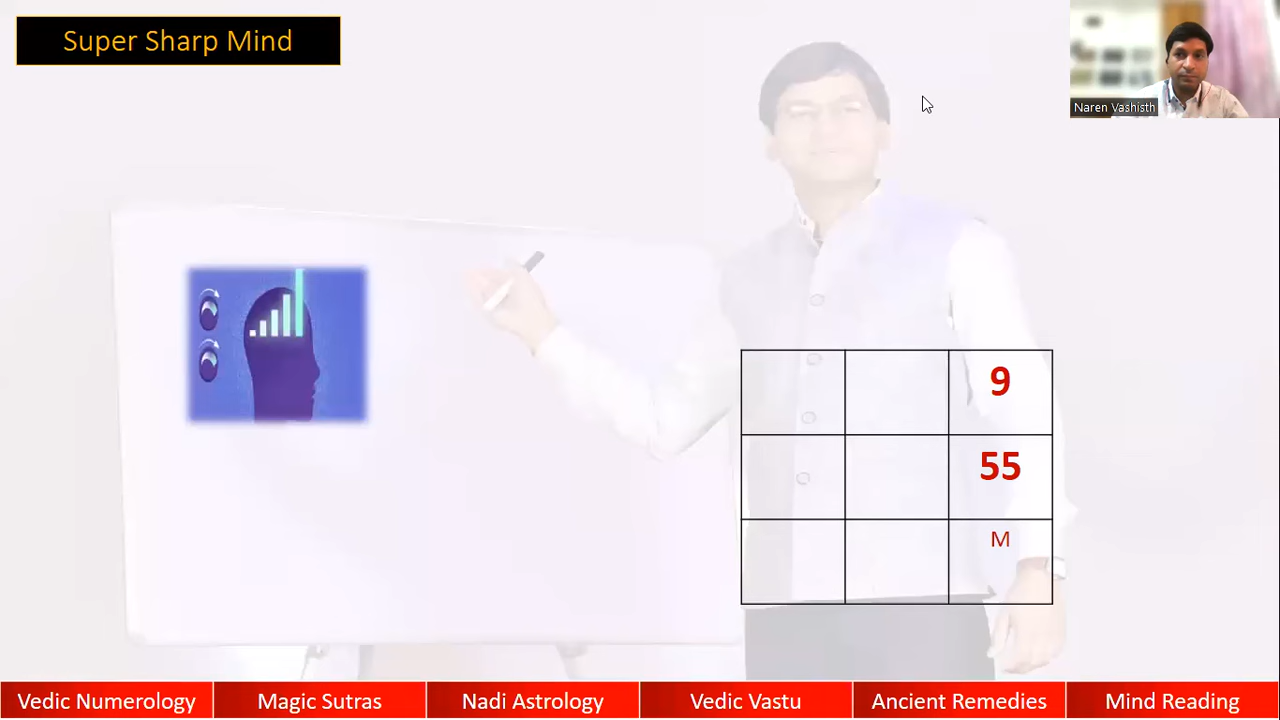 Super Sharp Mind
Naren Vashisth
9
55
M
Vedic Numerology
Magic Sutras
Nadi Astrology
Vedic Vastu
Ancient Remedies
Mind Reading